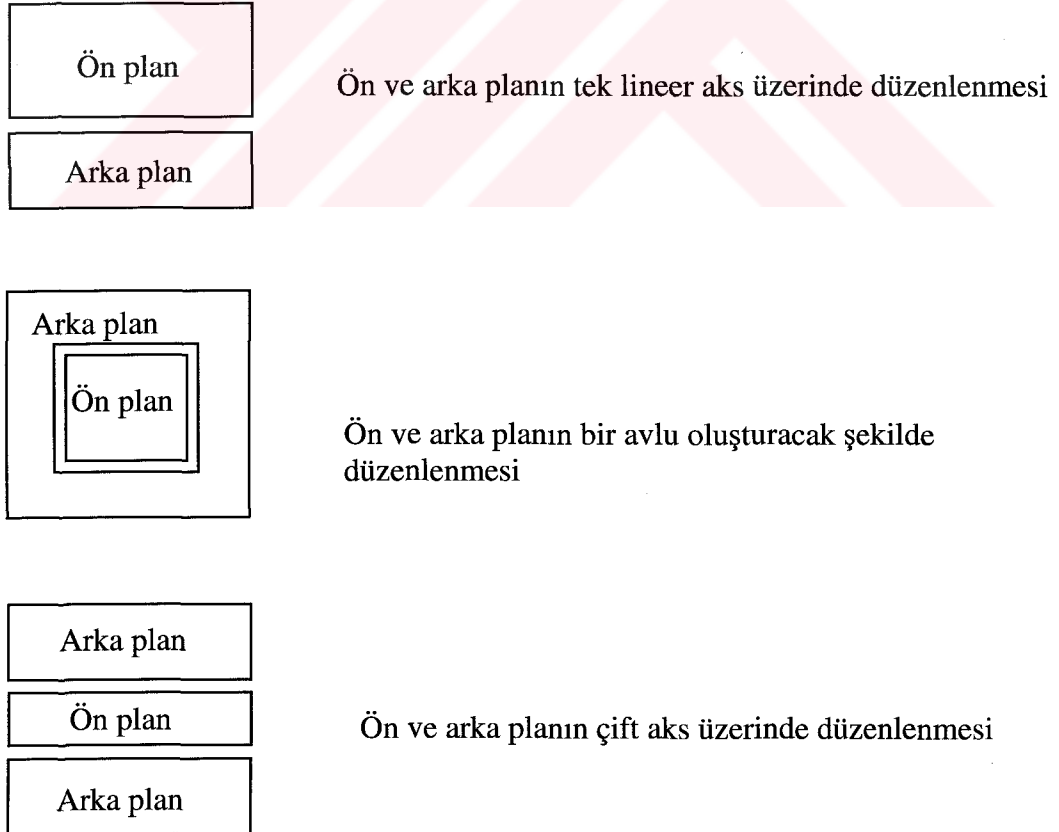 Ön plan
Ön ve arka planın tek lineer aks üzerinde düzenlenmesi
Arka plan
Arka plan
Ön plan
Ön ve arka planın bir avlu oluşturacak şekilde
düzenlenmesi
Arka plan
Ön plan
Ön ve arka planın çift aks üzerinde düzenlenmesi
Arka plan